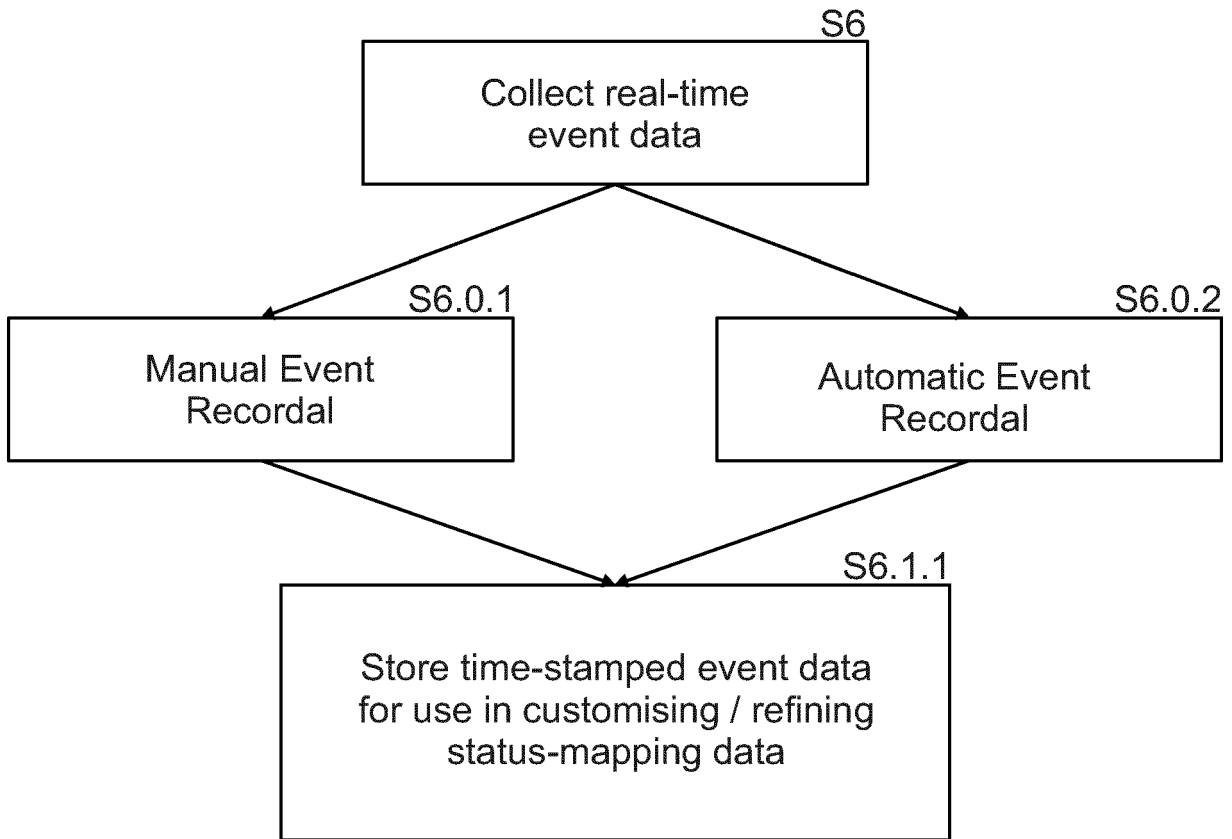 S6
Collect real-time
event data
S6.0.1
Manual Event
Recordal
S6.0.2
Automatic Event
Recordal
S6.1.1
Store time-stamped event data
for use in customising / refining
status-mapping data